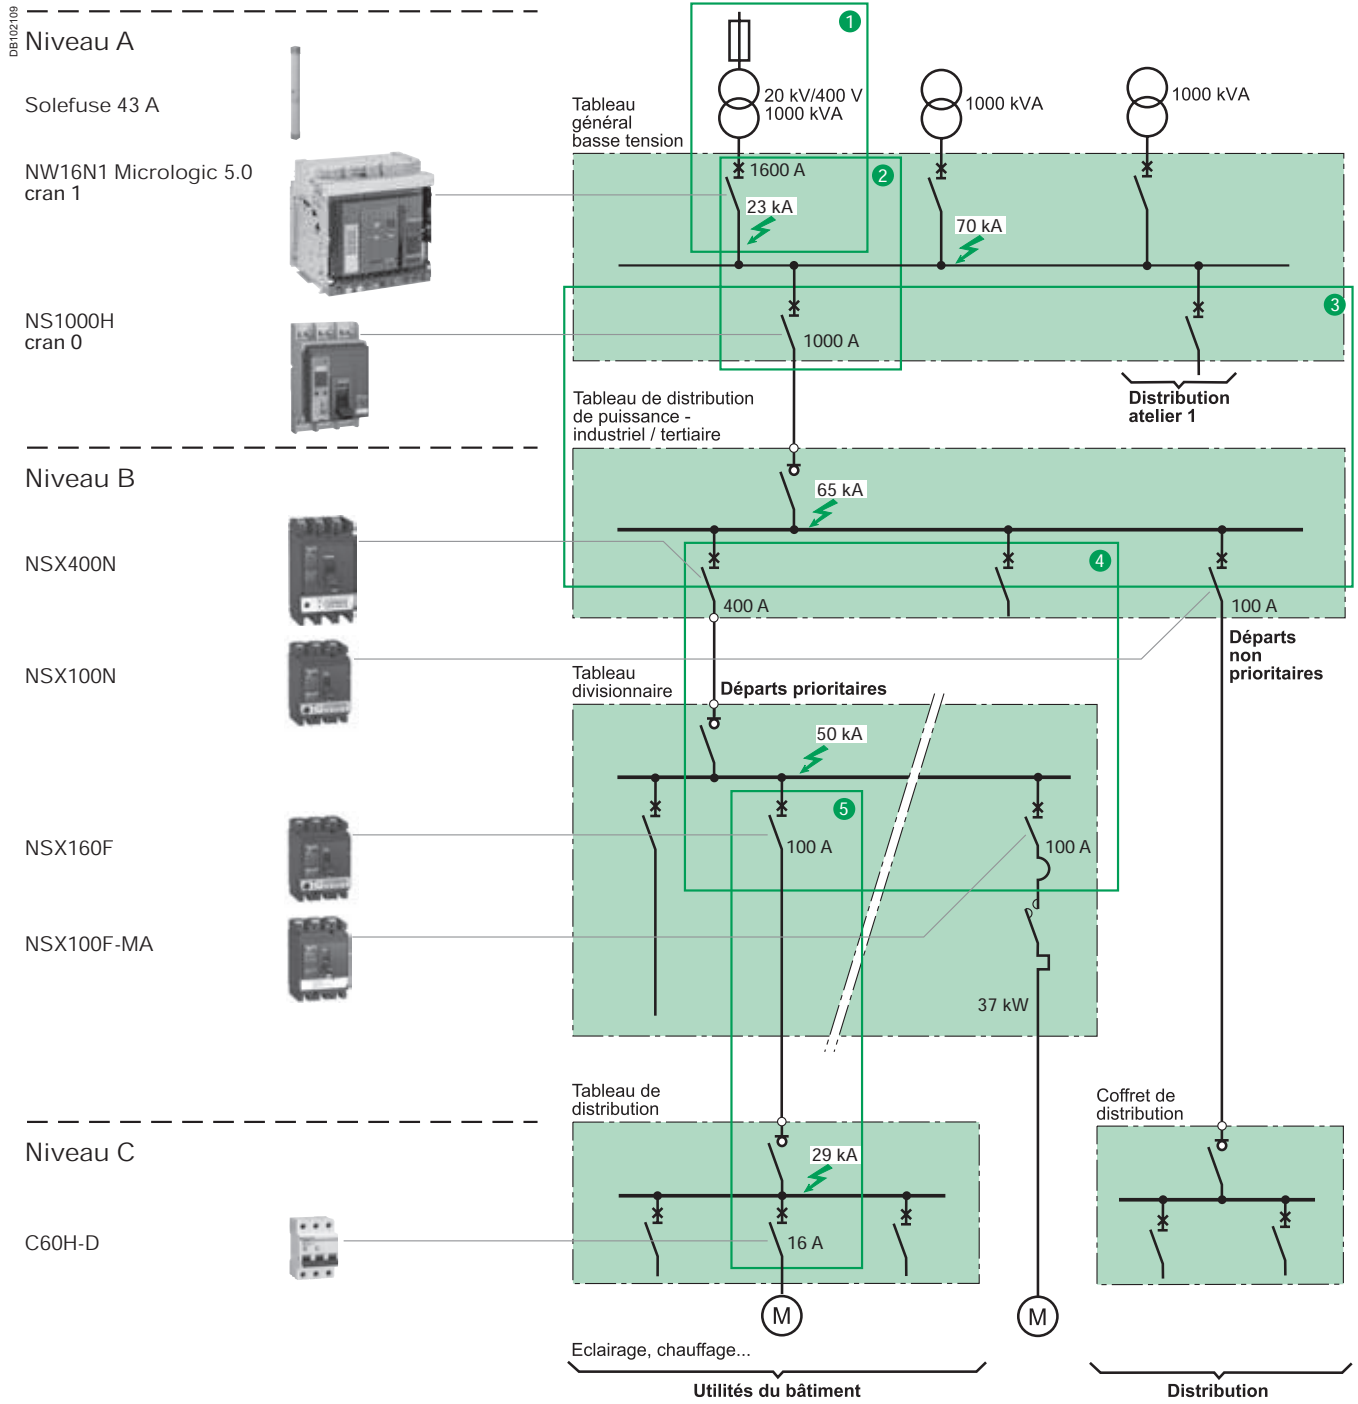 DB102109
Niveau A
Solefuse 43 A
NW16N1 Micrologic 5.0
cran 1
NS1000H
cran 0
Niveau B
NSX400N
NSX100N
NSX160F
NSX100F-MA
Niveau C
C60H-D
1
20 kV/400 V
1000 kVA
1000 kVA
1000 kVA
Tableau
général
basse tension
1600 A
2
23 kA
70 kA
3
1000 A
Distribution
atelier 1
Tableau de distribution
de puissance -
industriel / tertiaire
65 kA
4
400 A
100 A
Départs
non
prioritaires
Tableau
divisionnaire
Départs prioritaires
50 kA
5
100 A
100 A
37 kW
Tableau de
distribution
Coffret de
distribution
29 kA
16 A
M
M
Eclairage, chauffage...
Utilités du bâtiment
Distribution